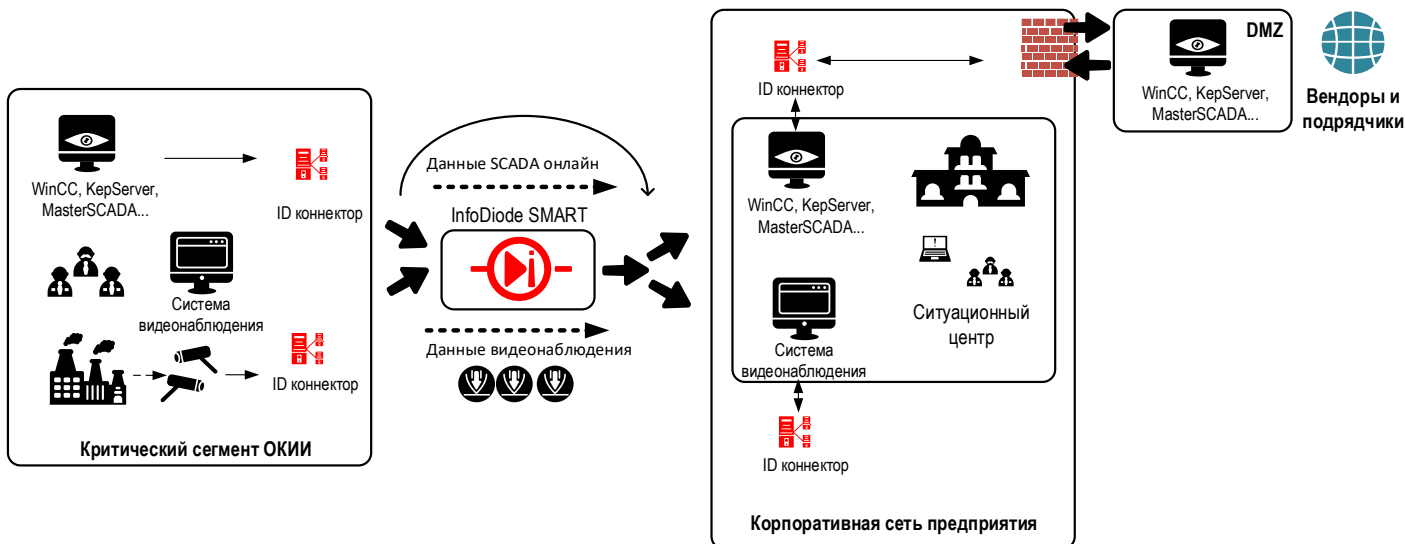 WinCC, KepServer,
MasterSCADA...
ID коннектор
Система
видеонаблюдения
ID коннектор
Критический сегмент ОКИИ
Данные SCADA онлайн
InfoDiode SMART
Данные видеонаблюдения
ID коннектор
WinCC, KepServer,
MasterSCADA...
Ситуационный
центр
Система
видеонаблюдения
ID коннектор
Корпоративная сеть предприятия
DMZ
WinCC, KepServer,
MasterSCADA...
Вендоры и
подрядчики